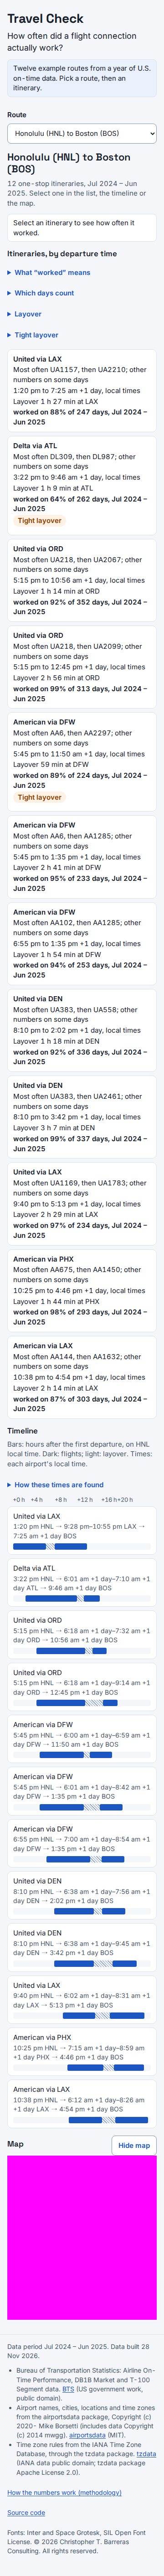 Travel Check
How often did a flight connection
actually work?
Twelve example routes from a year of U.S.
on-time data. Pick a route, then an
itinerary.
Route
Honolulu (HNL) to Boston (BOS)
Honolulu (HNL) to Boston
(BOS)
12 one-stop itineraries, Jul 2024 – Jun
2025. Select one in the list, the timeline or
the map.
Select an itinerary to see how often it
worked.
Itineraries, by departure time
What "worked" means
Which days count
Layover
Tight layover
United via LAX
Most often UA1157, then UA2210; other
numbers on some days
1:20 pm to 7:25 am +1 day, local times
Layover 1 h 27 min at LAX
worked on 88% of 247 days, Jul 2024 –
Jun 2025
Delta via ATL
Most often DL309, then DL987; other
numbers on some days
3:22 pm to 9:46 am +1 day, local times
Layover 1 h 9 min at ATL
worked on 64% of 262 days, Jul 2024 –
Jun 2025
Tight layover
United via ORD
Most often UA218, then UA2067; other
numbers on some days
5:15 pm to 10:56 am +1 day, local times
Layover 1 h 14 min at ORD
worked on 92% of 352 days, Jul 2024 –
Jun 2025
United via ORD
Most often UA218, then UA2099; other
numbers on some days
5:15 pm to 12:45 pm +1 day, local times
Layover 2 h 56 min at ORD
worked on 99% of 313 days, Jul 2024 –
Jun 2025
American via DFW
Most often AA6, then AA2297; other
numbers on some days
5:45 pm to 11:50 am +1 day, local times
Layover 59 min at DFW
worked on 89% of 224 days, Jul 2024 –
Jun 2025
Tight layover
American via DFW
Most often AA6, then AA1285; other
numbers on some days
5:45 pm to 1:35 pm +1 day, local times
Layover 2 h 41 min at DFW
worked on 95% of 233 days, Jul 2024 –
Jun 2025
American via DFW
Most often AA102, then AA1285; other
numbers on some days
6:55 pm to 1:35 pm +1 day, local times
Layover 1 h 54 min at DFW
worked on 94% of 253 days, Jul 2024 –
Jun 2025
United via DEN
Most often UA383, then UA558; other
numbers on some days
8:10 pm to 2:02 pm +1 day, local times
Layover 1 h 18 min at DEN
worked on 92% of 336 days, Jul 2024 –
Jun 2025
United via DEN
Most often UA383, then UA2461; other
numbers on some days
8:10 pm to 3:42 pm +1 day, local times
Layover 3 h 7 min at DEN
worked on 99% of 337 days, Jul 2024 –
Jun 2025
United via LAX
Most often UA1169, then UA1783; other
numbers on some days
9:40 pm to 5:13 pm +1 day, local times
Layover 2 h 29 min at LAX
worked on 97% of 234 days, Jul 2024 –
Jun 2025
American via PHX
Most often AA675, then AA1450; other
numbers on some days
10:25 pm to 4:46 pm +1 day, local times
Layover 1 h 44 min at PHX
worked on 98% of 293 days, Jul 2024 –
Jun 2025
American via LAX
Most often AA144, then AA1632; other
numbers on some days
10:38 pm to 4:54 pm +1 day, local times
Layover 2 h 14 min at LAX
worked on 87% of 303 days, Jul 2024 –
Jun 2025
Timeline
Bars: hours after the first departure, on HNL
local time. Dark: flights; light: layover. Times:
each airport's local time.
How these times are found
+0 h +4 h +8 h +12 h +16 h +20 h
United via LAX
1:20 pm HNL → 9:28 pm–10:55 pm LAX →
7:25 am +1 day BOS
Delta via ATL
3:22 pm HNL → 6:01 am +1 day–7:10 am +1
day ATL → 9:46 am +1 day BOS
United via ORD
5:15 pm HNL → 6:18 am +1 day–7:32 am +1
day ORD → 10:56 am +1 day BOS
United via ORD
5:15 pm HNL → 6:18 am +1 day–9:14 am +1
day ORD → 12:45 pm +1 day BOS
American via DFW
5:45 pm HNL → 6:00 am +1 day–6:59 am +1
day DFW → 11:50 am +1 day BOS
American via DFW
5:45 pm HNL → 6:01 am +1 day–8:42 am +1
day DFW → 1:35 pm +1 day BOS
American via DFW
6:55 pm HNL → 7:00 am +1 day–8:54 am +1
day DFW → 1:35 pm +1 day BOS
United via DEN
8:10 pm HNL → 6:38 am +1 day–7:56 am +1
day DEN → 2:02 pm +1 day BOS
United via DEN
8:10 pm HNL → 6:38 am +1 day–9:45 am +1
day DEN → 3:42 pm +1 day BOS
United via LAX
9:40 pm HNL → 6:02 am +1 day–8:31 am +1
day LAX → 5:13 pm +1 day BOS
American via PHX
10:25 pm HNL → 7:15 am +1 day–8:59 am
+1 day PHX → 4:46 pm +1 day BOS
American via LAX
10:38 pm HNL → 6:12 am +1 day–8:26 am
+1 day LAX → 4:54 pm +1 day BOS
Map
Hide map
Data period Jul 2024 – Jun 2025. Data built 28
Nov 2026.
Bureau of Transportation Statistics: Airline On-
Time Performance, DB1B Market and T-100
Segment data. BTS (US government work,
public domain).
Airport names, cities, locations and time zones
from the airportsdata package, Copyright (c)
2020- Mike Borsetti (includes data Copyright
(c) 2014 mwgg). airportsdata (MIT).
Time zone rules from the IANA Time Zone
Database, through the tzdata package. tzdata
(IANA data public domain; tzdata package
Apache License 2.0).
How the numbers work (methodology)
Source code
Fonts: Inter and Space Grotesk, SIL Open Font
License. © 2026 Christopher T. Barreras
Consulting. All rights reserved.